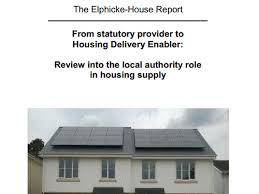 The Elphicke-House Report
From statutory provider to
Housing Delivery Enabler:
Review into the local authority role
in housing supply